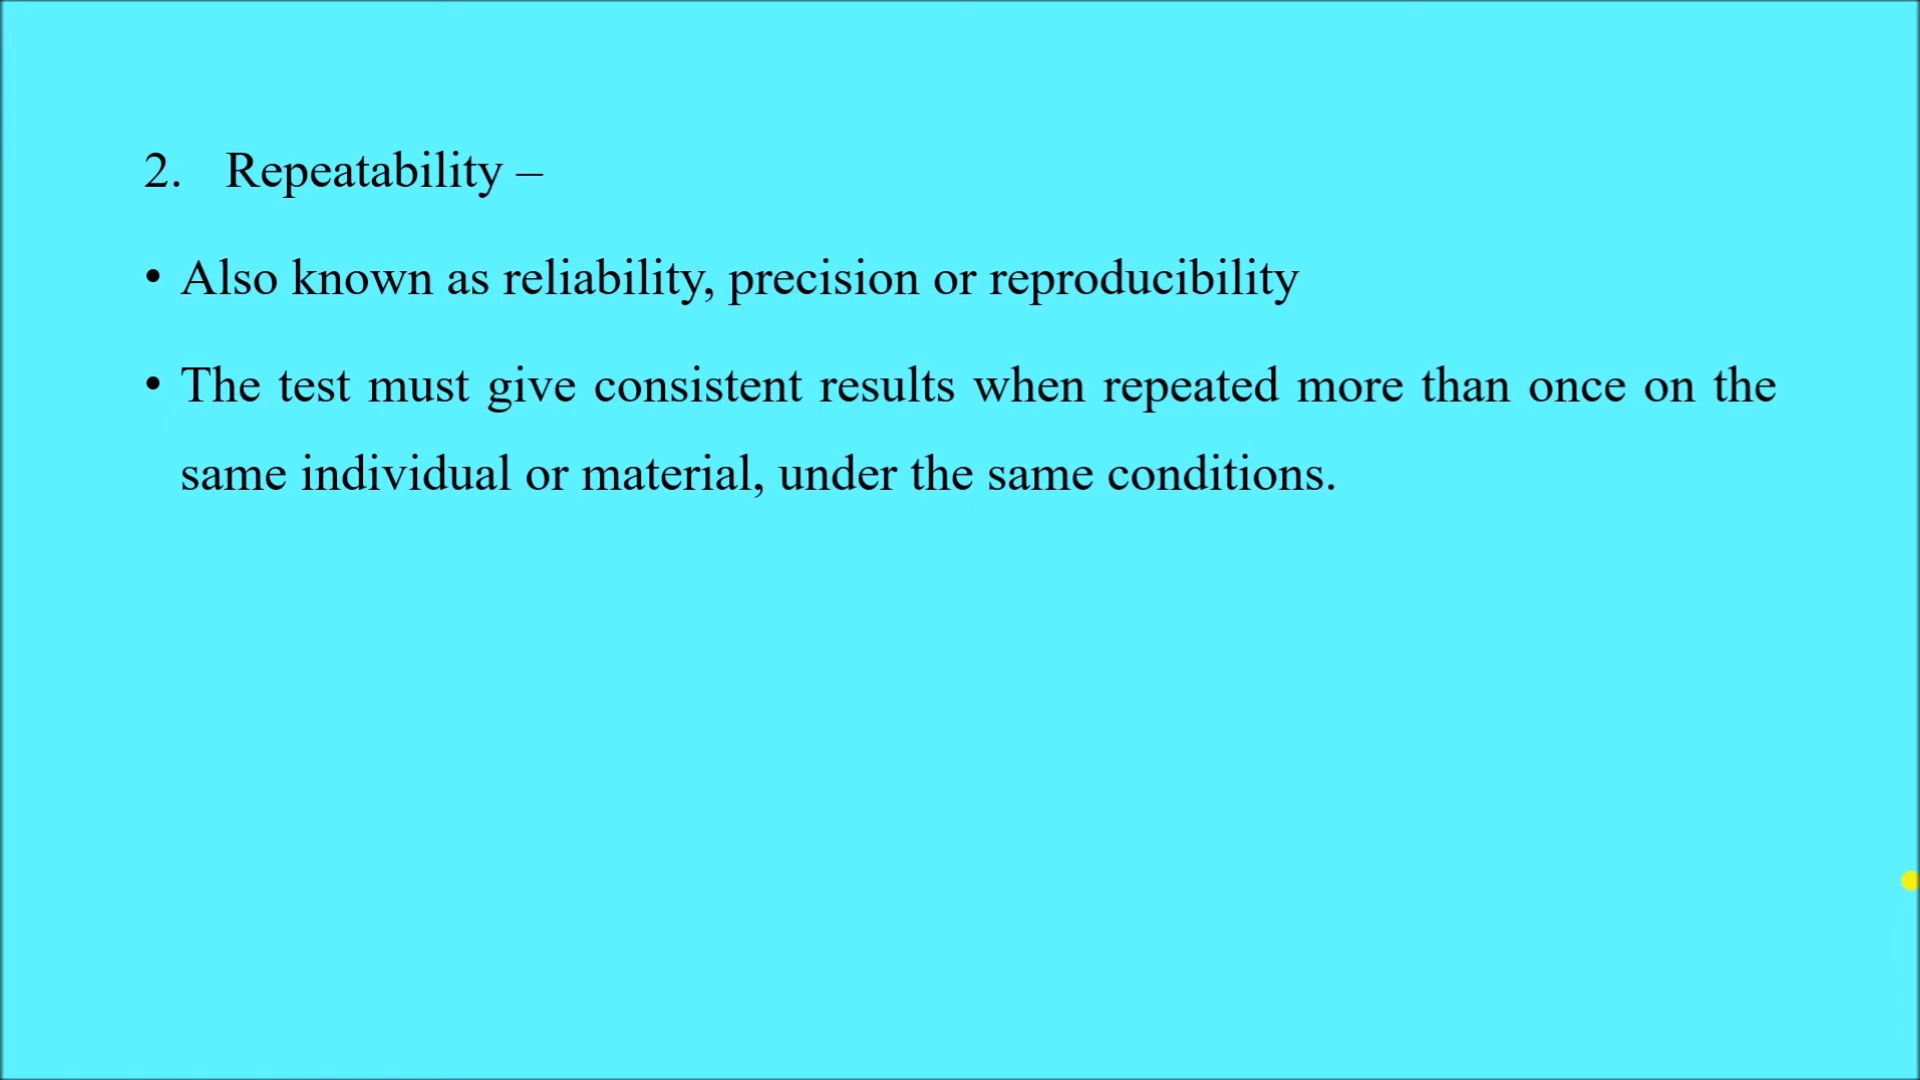 2. Repeatability –
• Also known as reliability, precision or reproducibility
• The test must give consistent results when repeated more than once on the
same individual or material, under the same conditions.